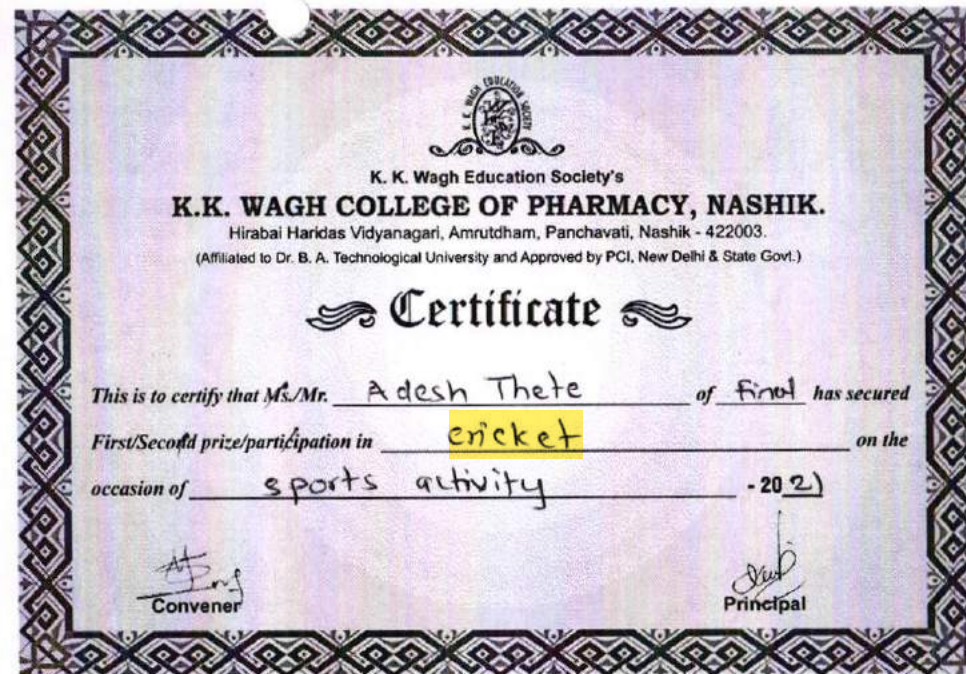 K. K. WAGH EDUCATION SOCIETY
K. K. Wagh Education Society's
K.K. WAGH COLLEGE OF PHARMACY, NASHIK.
Hirabai Haridas Vidyanagari, Amrutdham, Panchavati, Nashik - 422003.
(Affiliated to Dr. B. A. Technological University and Approved by PCI, New Delhi & State Govt.)
Certificate
This is to certify that Ms./Mr. Adesh Thete of Final has secured
First/Second prize/participation in cricket on the
occasion of sports activity - 2021
Convener Principal